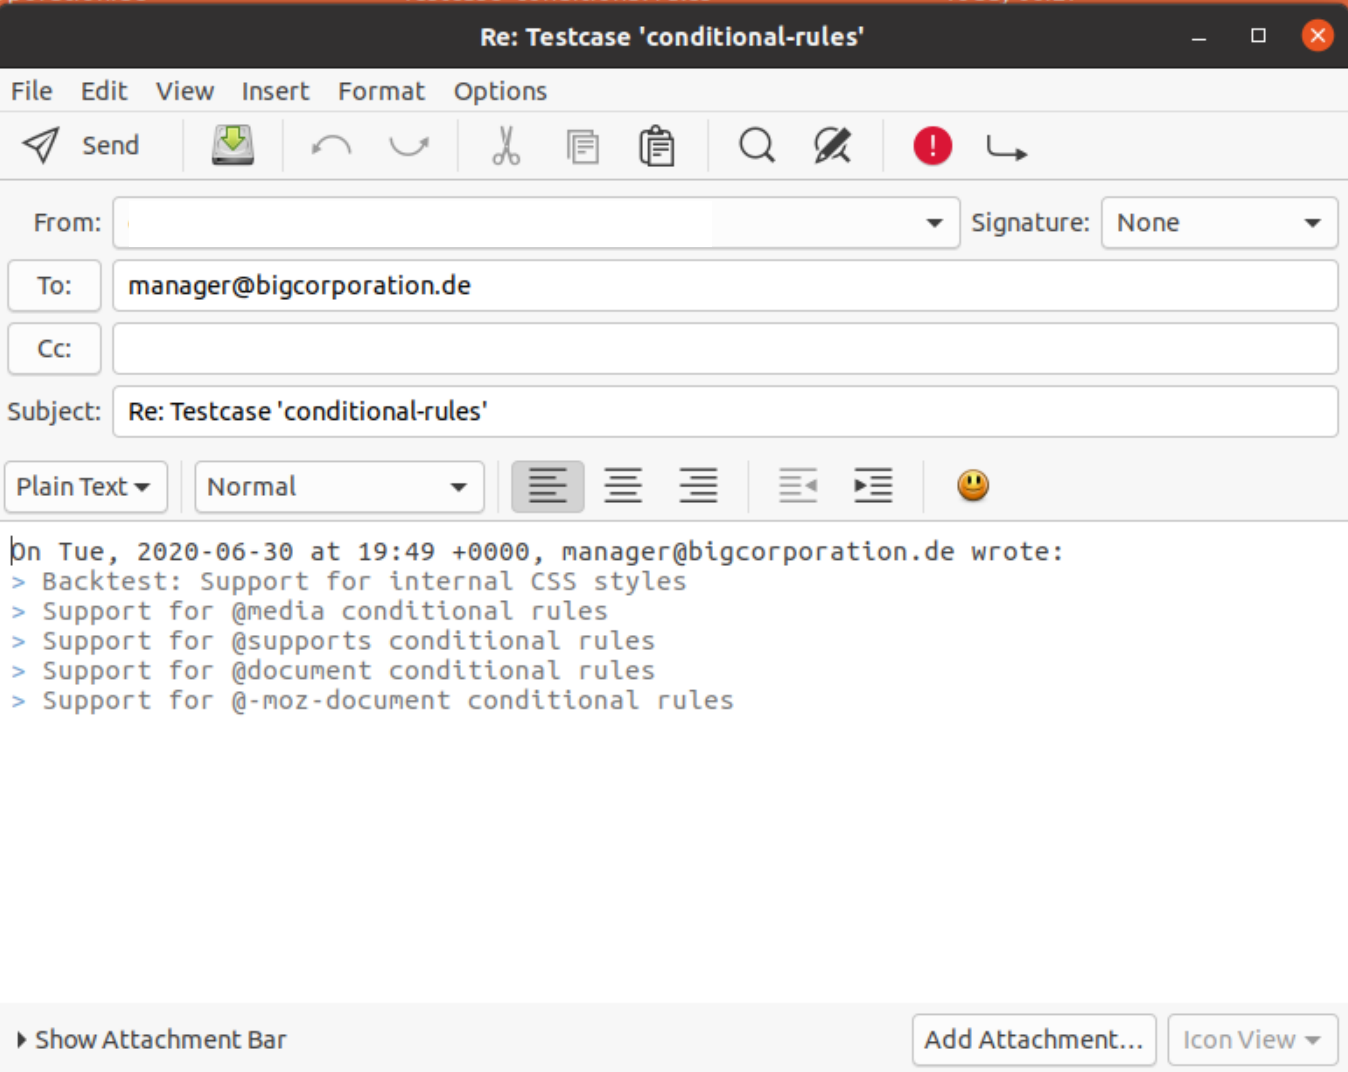 Re: Testcase 'conditional-rules'
File Edit View Insert Format Options
Send
From: Signature: None
To: manager@bigcorporation.de
Cc:
Subject: Re: Testcase 'conditional-rules'
Plain Text Normal
On Tue, 2020-06-30 at 19:49 +0000, manager@bigcorporation.de wrote:
> Backtest: Support for internal CSS styles
> Support for @media conditional rules
> Support for @supports conditional rules
> Support for @document conditional rules
> Support for @-moz-document conditional rules
Show Attachment Bar Add Attachment... Icon View